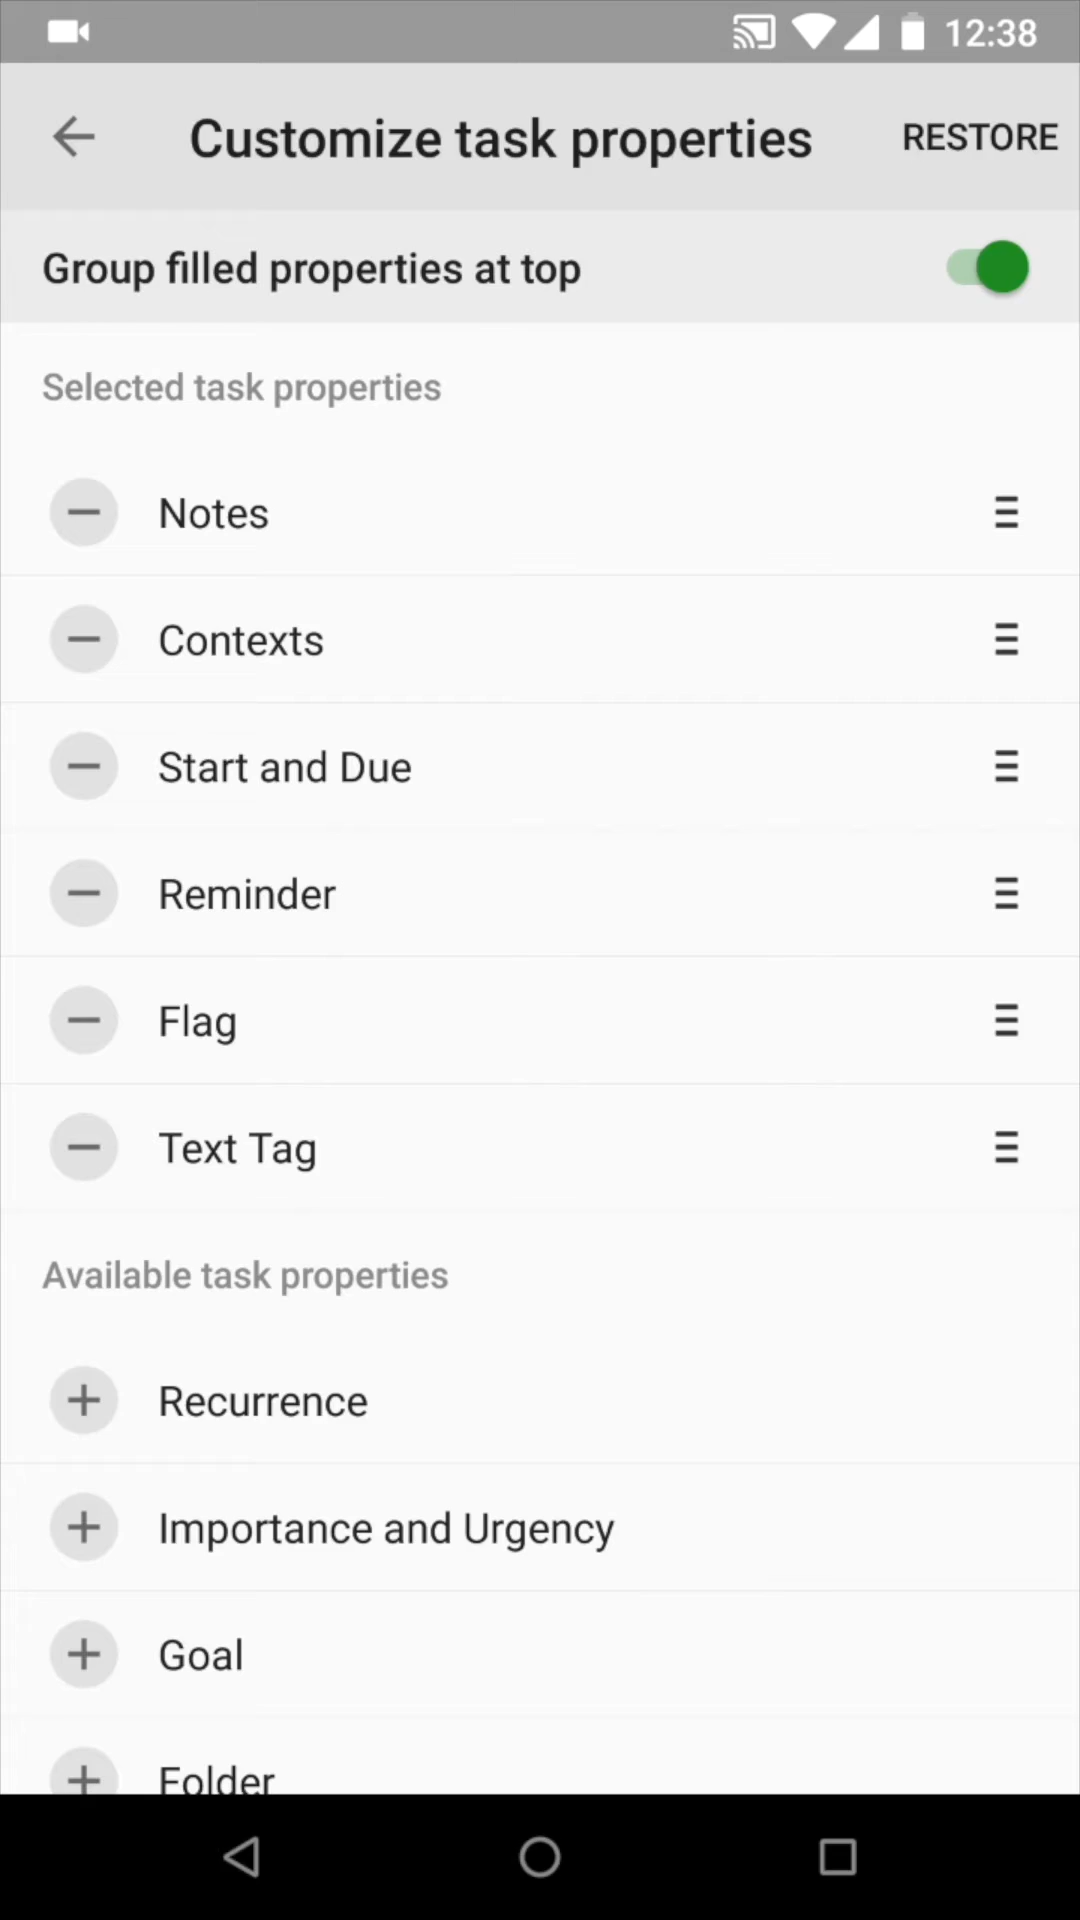 12:38
Customize task properties
RESTORE
Group filled properties at top
Selected task properties
Notes
Contexts
Start and Due
Reminder
Flag
Text Tag
Available task properties
Recurrence
Importance and Urgency
Goal
Folder